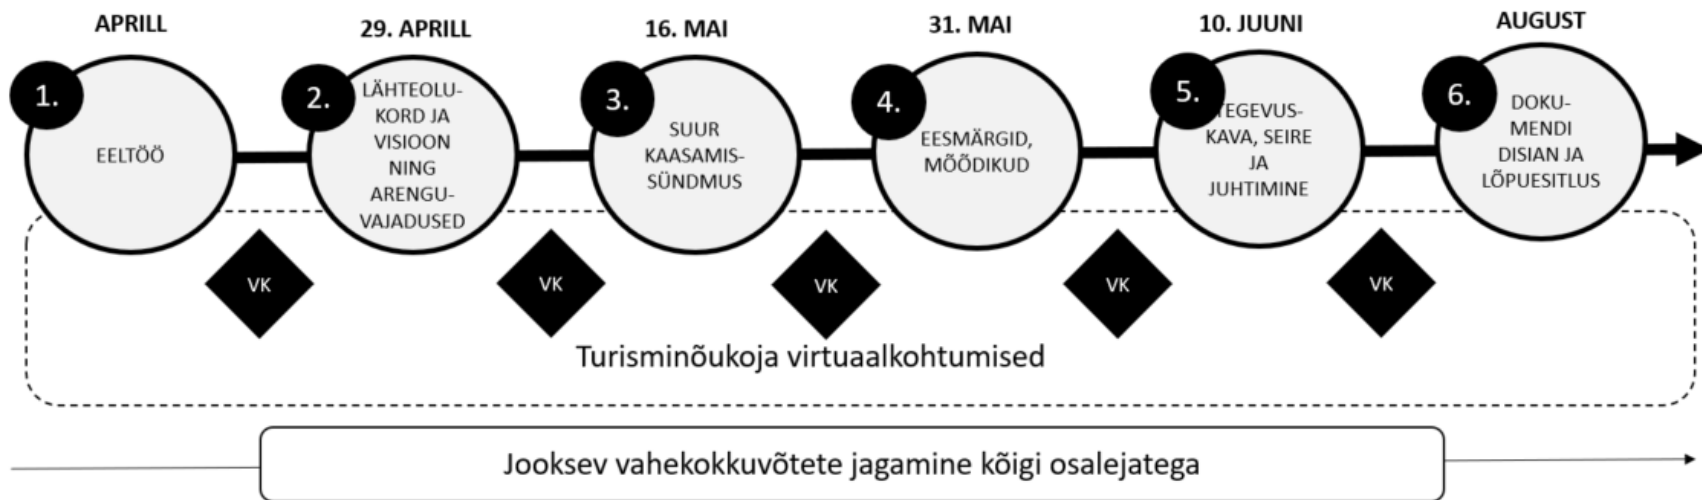 APRILL
29. APRILL
16. MAI
31. MAI
10. JUUNI
AUGUST
1.
EELTÖÖ
2.
LÄHTEOLU-
KORD JA
VISIOON
NING
ARENGU-
VAJADUSED
3.
SUUR
KAASAMIS-
SÜNDMUS
4.
EESMÄRGID,
MÕÕDIKUD
5.
TEGEVUS-
KAVA, SEIRE
JA
JUHTIMINE
6.
DOKU-
MENDI
DISIAN JA
LÕPUESITLUS
VK
VK
VK
VK
VK
Turisminõukoja virtuaalkohtumised
Jooksev vahekokkuvõtete jagamine kõigi osalejatega